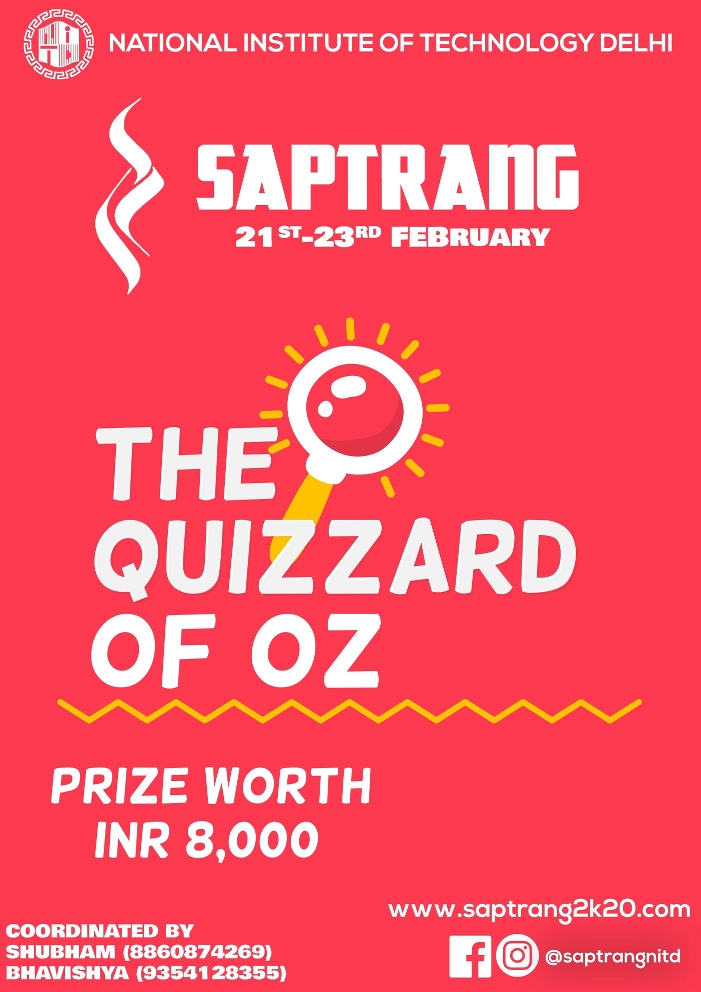 NATIONAL INSTITUTE OF TECHNOLOGY DELHI
SAPTRANG
21ST-23RD FEBRUARY
THE
QUIZZARD
OF OZ
PRIZE WORTH
INR 8,000
www.saptrang2k20.com
COORDINATED BY
SHUBHAM (8860874269)
BHAVISHYA (9354128355)
@saptrangnitd